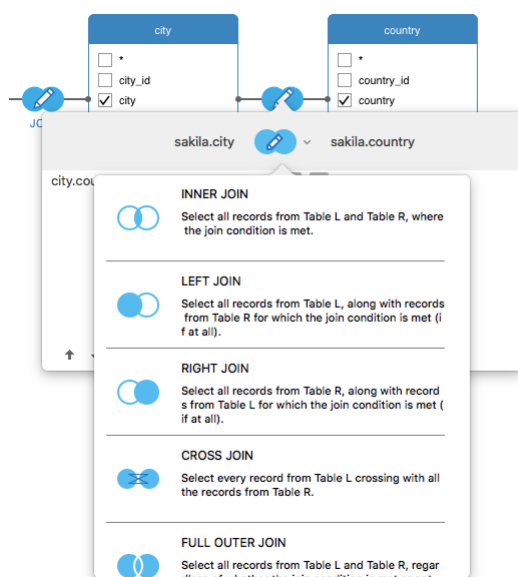 city
country
*
*
city_id
country_id
city
country
JO
sakila.city
sakila.country
city.cou
INNER JOIN
Select all records from Table L and Table R, where
the join condition is met.
LEFT JOIN
Select all records from Table L, along with records
from Table R for which the join condition is met (i
f at all).
RIGHT JOIN
Select all records from Table R, along with record
s from Table L for which the join condition is met (
if at all).
CROSS JOIN
Select every record from Table L crossing with all
the records from Table R.
FULL OUTER JOIN
Select all records from Table L and Table R, regar